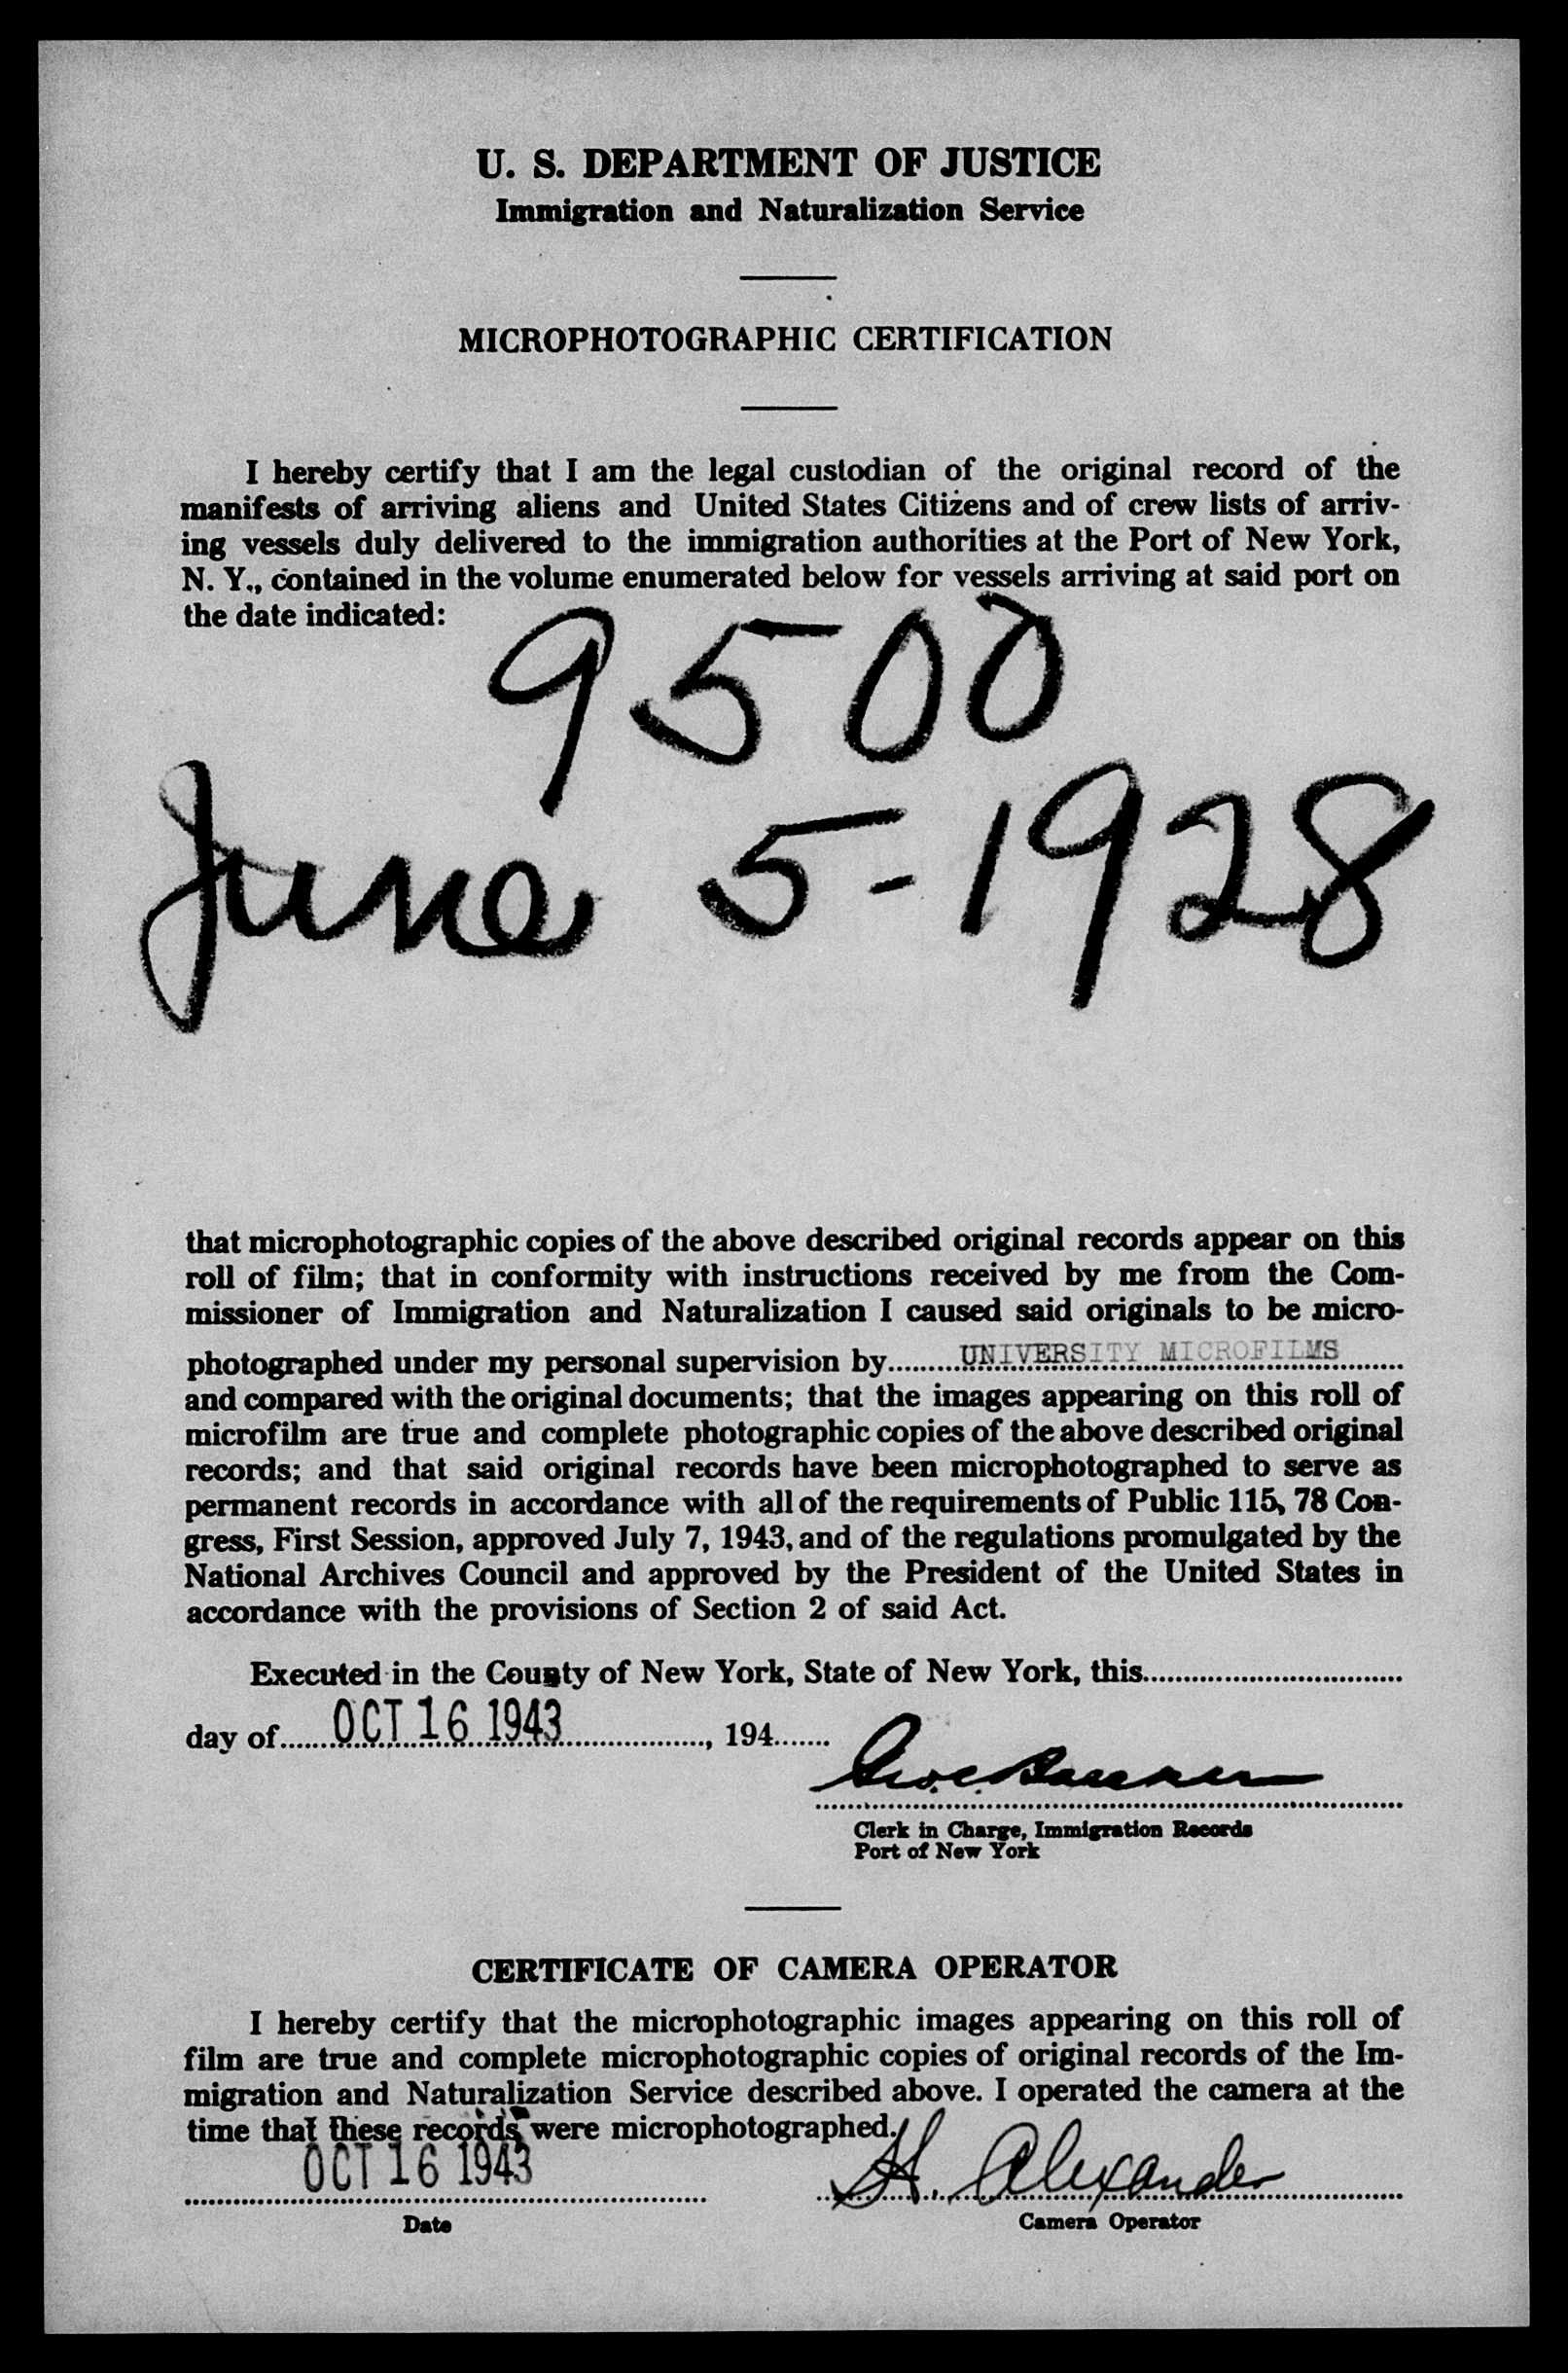 U. S. DEPARTMENT OF JUSTICE
Immigration and Naturalization Service
MICROPHOTOGRAPHIC CERTIFICATION
I hereby certify that I am the legal custodian of the original record of the
manifests of arriving aliens and United States Citizens and of crew lists of arriv-
ing vessels duly delivered to the immigration authorities at the Port of New York,
N. Y., contained in the volume enumerated below for vessels arriving at said port on
the date indicated:
9500
June 5-1928
that microphotographic copies of the above described original records appear on this
roll of film; that in conformity with instructions received by me from the Com-
missioner of Immigration and Naturalization I caused said originals to be micro-
photographed under my personal supervision by........UNIVERSITY MICROFILMS........
and compared with the original documents; that the images appearing on this roll of
microfilm are true and complete photographic copies of the above described original
records; and that said original records have been microphotographed to serve as
permanent records in accordance with all of the requirements of Public 115, 78 Con-
gress, First Session, approved July 7, 1943, and of the regulations promulgated by the
National Archives Council and approved by the President of the United States in
accordance with the provisions of Section 2 of said Act.
Executed in the County of New York, State of New York, this................................
day of......OCT 16 1943.................., 194.......
Clerk in Charge, Immigration Records
Port of New York
CERTIFICATE OF CAMERA OPERATOR
I hereby certify that the microphotographic images appearing on this roll of
film are true and complete microphotographic copies of original records of the Im-
migration and Naturalization Service described above. I operated the camera at the
time that these records were microphotographed.
OCT 16 1943 H. Alexander
Date Camera Operator